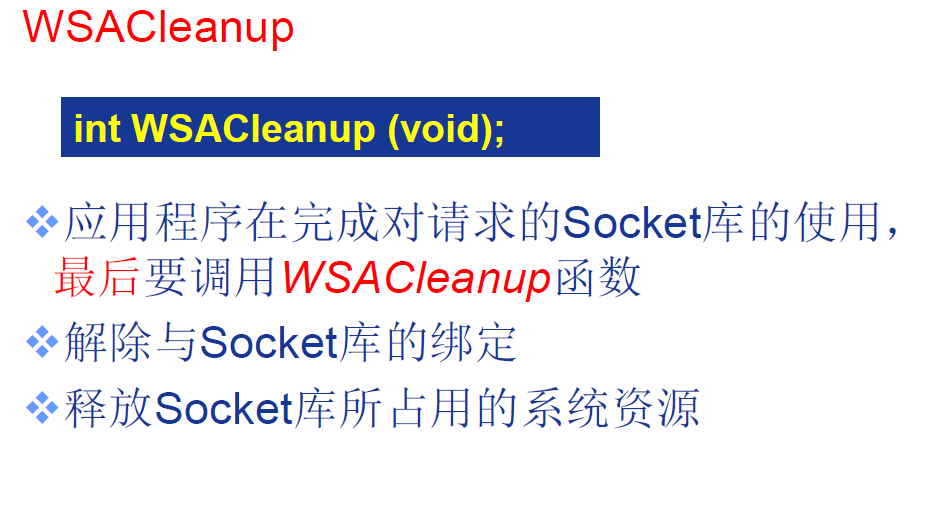 WSACleanup
int WSACleanup (void);
应用程序在完成对请求的Socket库的使用，
最后要调用WSACleanup函数
解除与Socket库的绑定
释放Socket库所占用的系统资源